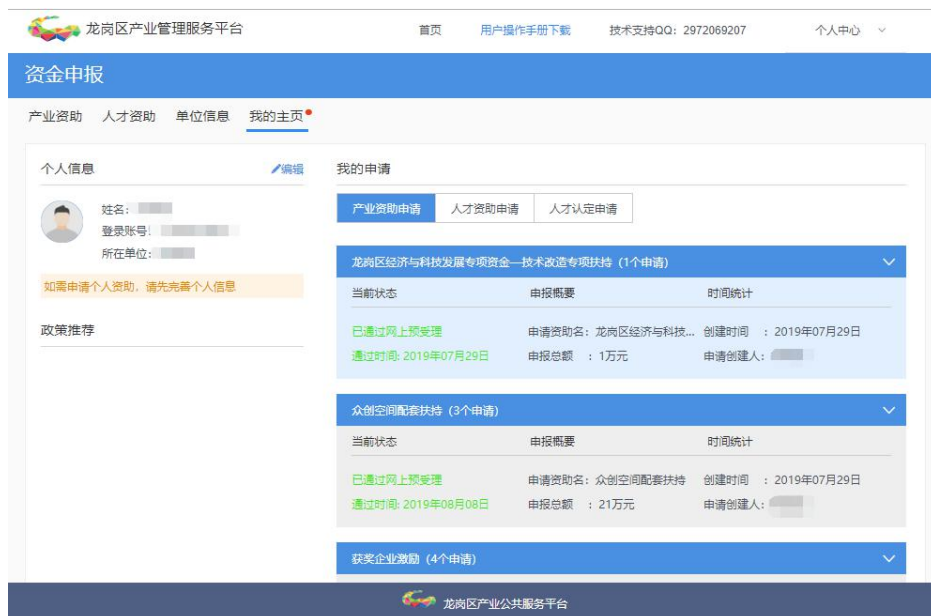 龙岗区产业管理服务平台 首页 用户操作手册下载 技术支持QQ：2972069207 个人中心
资金申报
产业资助 人才资助 单位信息 我的主页
个人信息 编辑
姓名：
登录账号：
所在单位：
如需申请个人资助，请先完善个人信息
政策推荐
我的申请
产业资助申请 人才资助申请 人才认定申请
龙岗区经济与科技发展专项资金—技术改造专项扶持（1个申请）
当前状态 申报概要 时间统计
已通过网上预受理 申请资助名：龙岗区经济与科技... 创建时间 ：2019年07月29日
通过时间：2019年07月29日 申报总额 ：1万元 申请创建人：
众创空间配套扶持（3个申请）
当前状态 申报概要 时间统计
已通过网上预受理 申请资助名：众创空间配套扶持 创建时间 ：2019年07月29日
通过时间：2019年08月08日 申报总额 ：21万元 申请创建人：
获奖企业激励（4个申请）
龙岗区产业公共服务平台